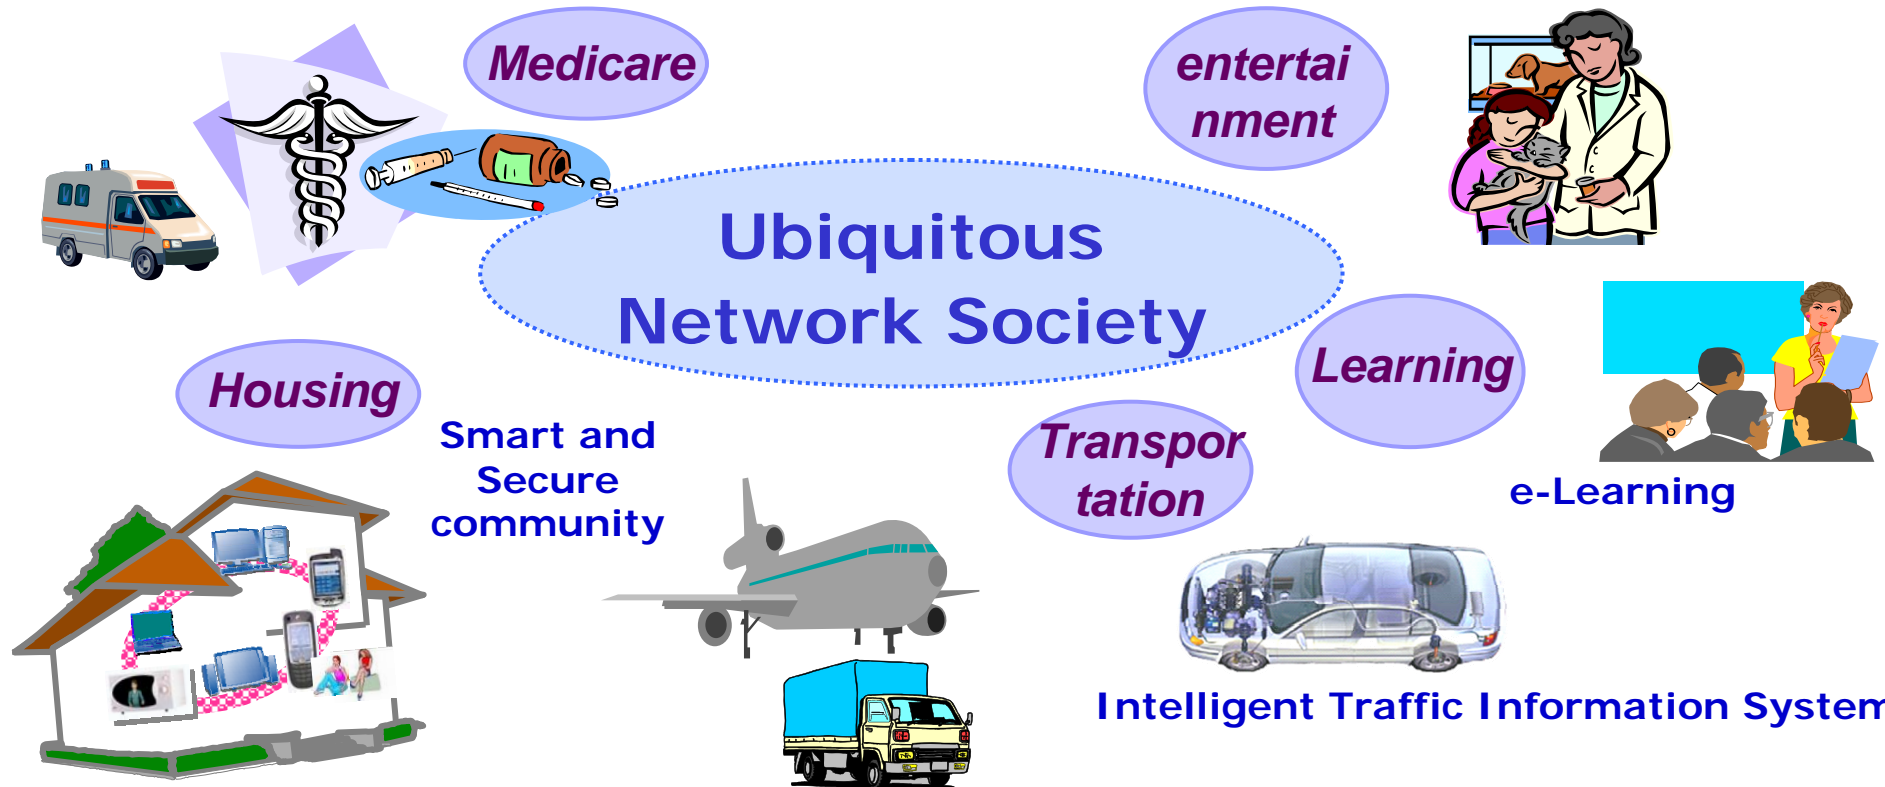 Medicare
entertai
nment
Ubiquitous
Network Society
Learning
Housing
Smart and
Secure
community
Transpor
tation
e-Learning
Intelligent Traffic Information System